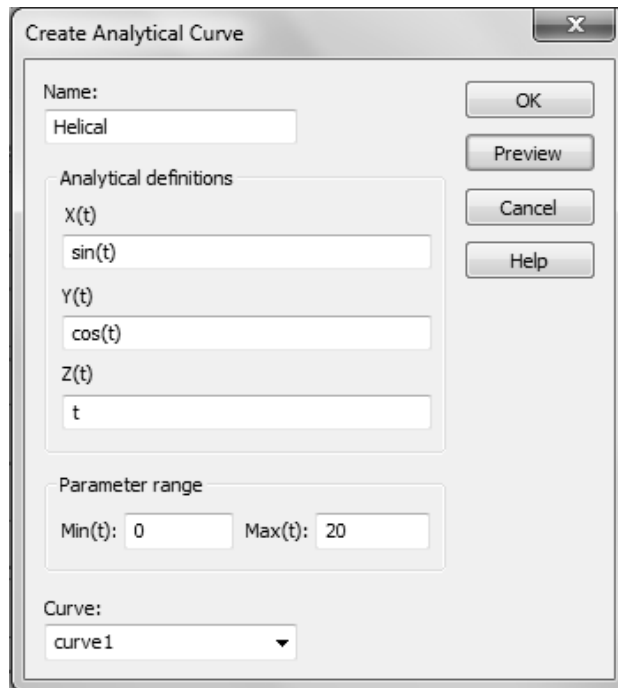 Create Analytical Curve
X
Name:
Helical
OK
Preview
Cancel
Help
Analytical definitions
X(t)
sin(t)
Y(t)
cos(t)
Z(t)
t
Parameter range
Min(t): 0 Max(t): 20
Curve:
curve1